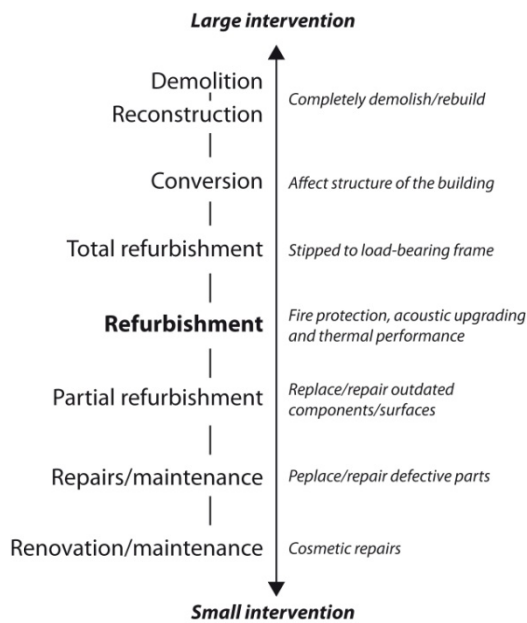 Large intervention
Demolition
Reconstruction
Completely demolish/rebuild
Conversion
Affect structure of the building
Total refurbishment
Stipped to load-bearing frame
Refurbishment
Fire protection, acoustic upgrading
and thermal performance
Partial refurbishment
Replace/repair outdated
components/surfaces
Repairs/maintenance
Peplace/repair defective parts
Renovation/maintenance
Cosmetic repairs
Small intervention